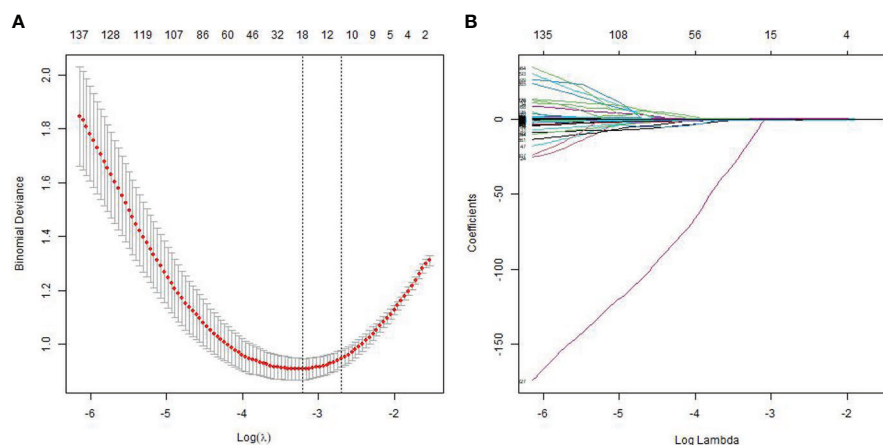 A
137 128 119 107 86 60 46 32 18 12 10 9 5 4 2
2.0
1.8
1.6
1.4
1.2
1.0
Binomial Deviance
-6 -5 -4 -3 -2
Log(λ)
B
135 108 56 15 4
0
-50
-100
-150
Coefficients
-6 -5 -4 -3 -2
Log Lambda